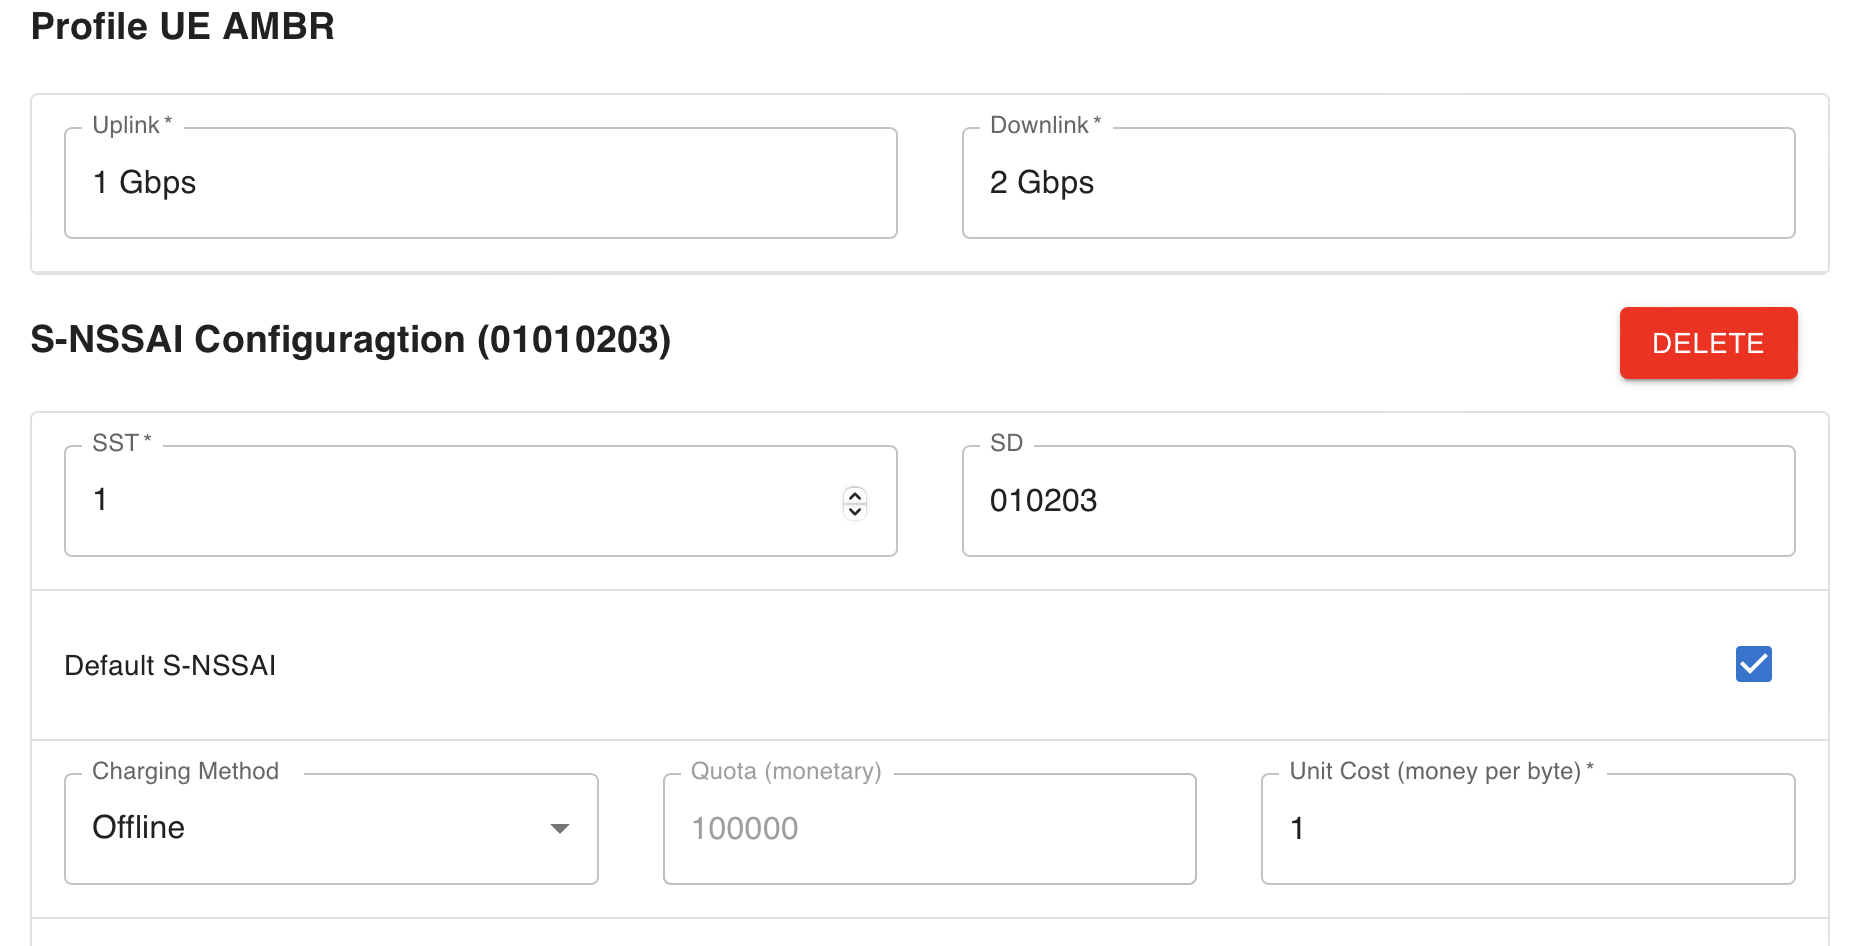 Profile UE AMBR
Uplink * Downlink *
1 Gbps 2 Gbps
S-NSSAI Configuragtion (01010203) DELETE
SST * SD
1 010203
Default S-NSSAI
Charging Method Quota (monetary) Unit Cost (money per byte) *
Offline 100000 1